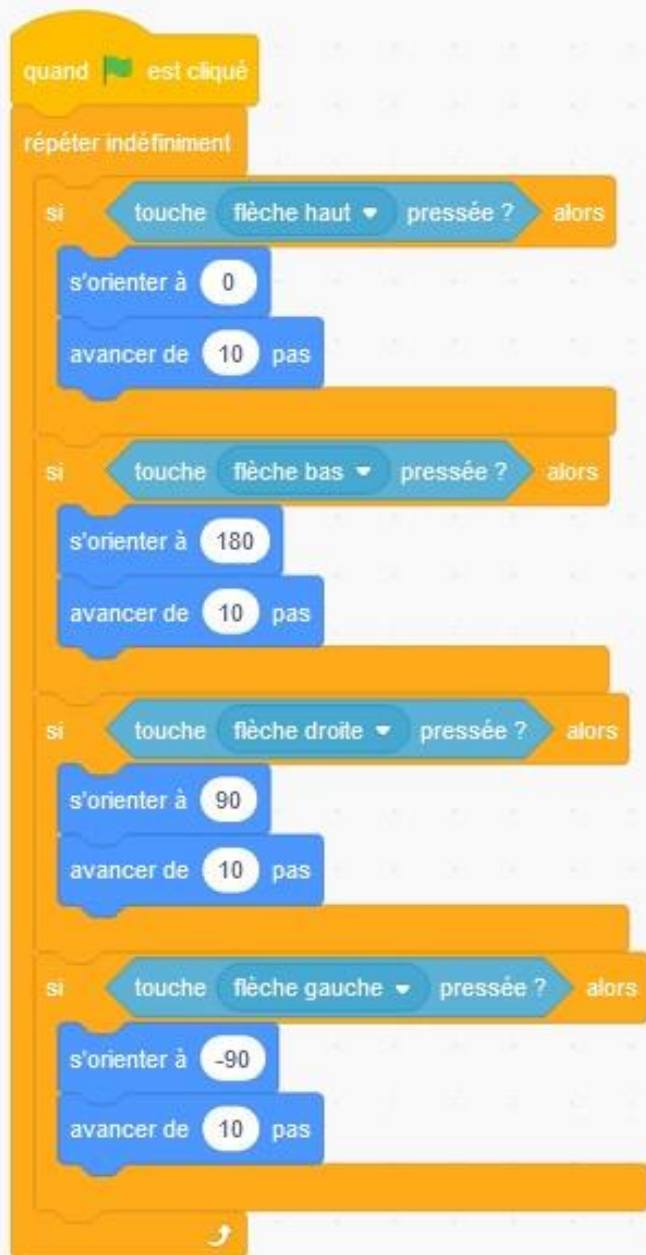 quand est cliqué
répéter indéfiniment
si touche flèche haut pressée ? alors
s'orienter à 0
avancer de 10 pas
si touche flèche bas pressée ? alors
s'orienter à 180
avancer de 10 pas
si touche flèche droite pressée ? alors
s'orienter à 90
avancer de 10 pas
si touche flèche gauche pressée ? alors
s'orienter à -90
avancer de 10 pas